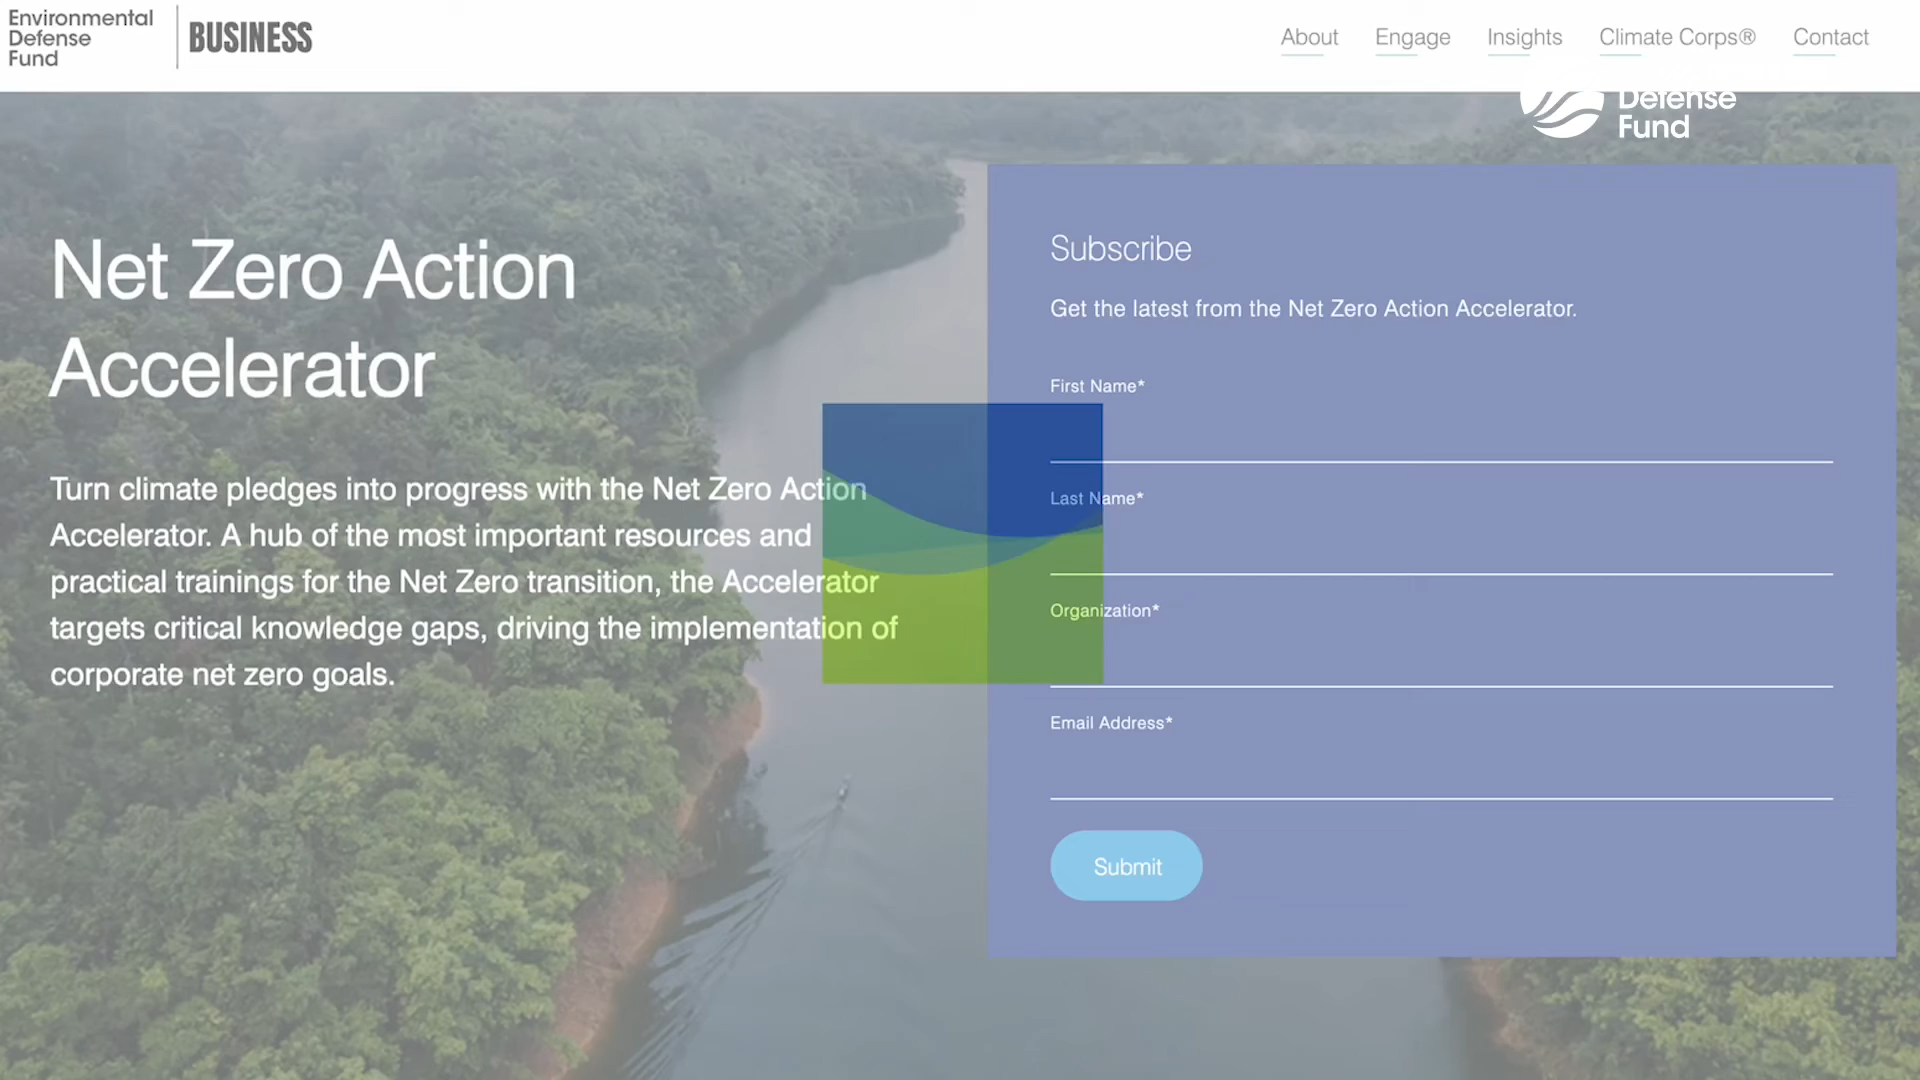 Environmental
Defense
Fund
BUSINESS
About Engage Insights Climate Corps® Contact
Defense
Fund
Net Zero Action
Accelerator
Turn climate pledges into progress with the Net Zero Action
Accelerator. A hub of the most important resources and
practical trainings for the Net Zero transition, the Accelerator
targets critical knowledge gaps, driving the implementation of
corporate net zero goals.
Subscribe
Get the latest from the Net Zero Action Accelerator.
First Name*
Last Name*
Organization*
Email Address*
Submit